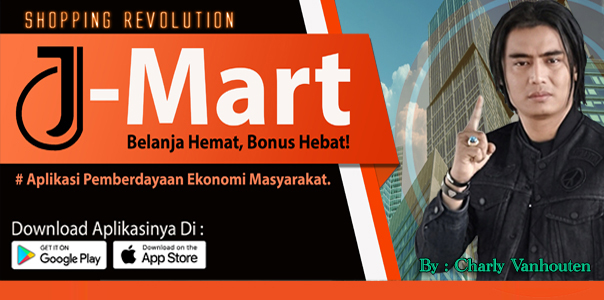 SHOPPING REVOLUTION
J-Mart
Belanja Hemat, Bonus Hebat!
# Aplikasi Pemberdayaan Ekonomi Masyarakat.
Download Aplikasinya Di :
GET IT ON
Google Play
Download on the
App Store
By : Charly Vanhouten